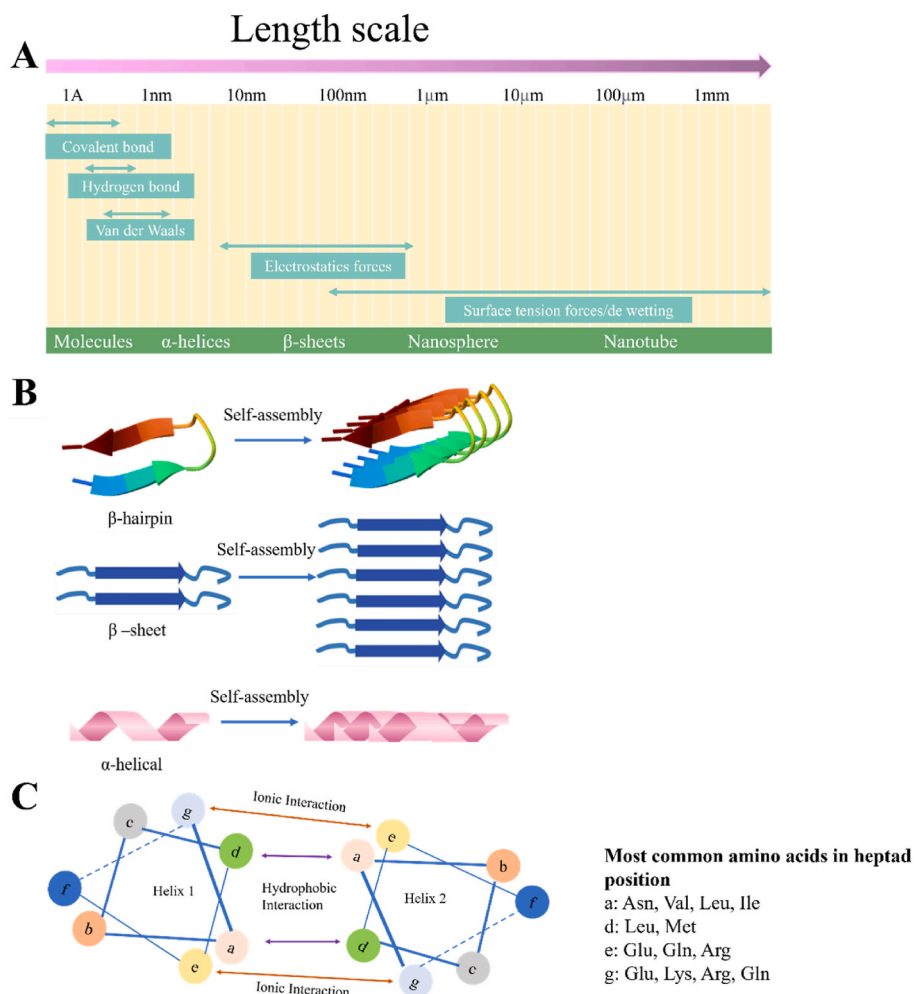 Length scale
A
1A 1nm 10nm 100nm 1μm 10μm 100μm 1mm
Covalent bond
Hydrogen bond
Van der Waals
Electrostatics forces
Surface tension forces/de wetting
Molecules α-helices β-sheets Nanosphere Nanotube
B
Self-assembly
β-hairpin
Self-assembly
β –sheet
Self-assembly
α-helical
C
Ionic Interaction
g
c
e
d
a
b
Helix 1
Hydrophobic
Interaction
Helix 2
f
f
b
a
d
e
c
g
Ionic Interaction
Most common amino acids in heptad
position
a: Asn, Val, Leu, Ile
d: Leu, Met
e: Glu, Gln, Arg
g: Glu, Lys, Arg, Gln